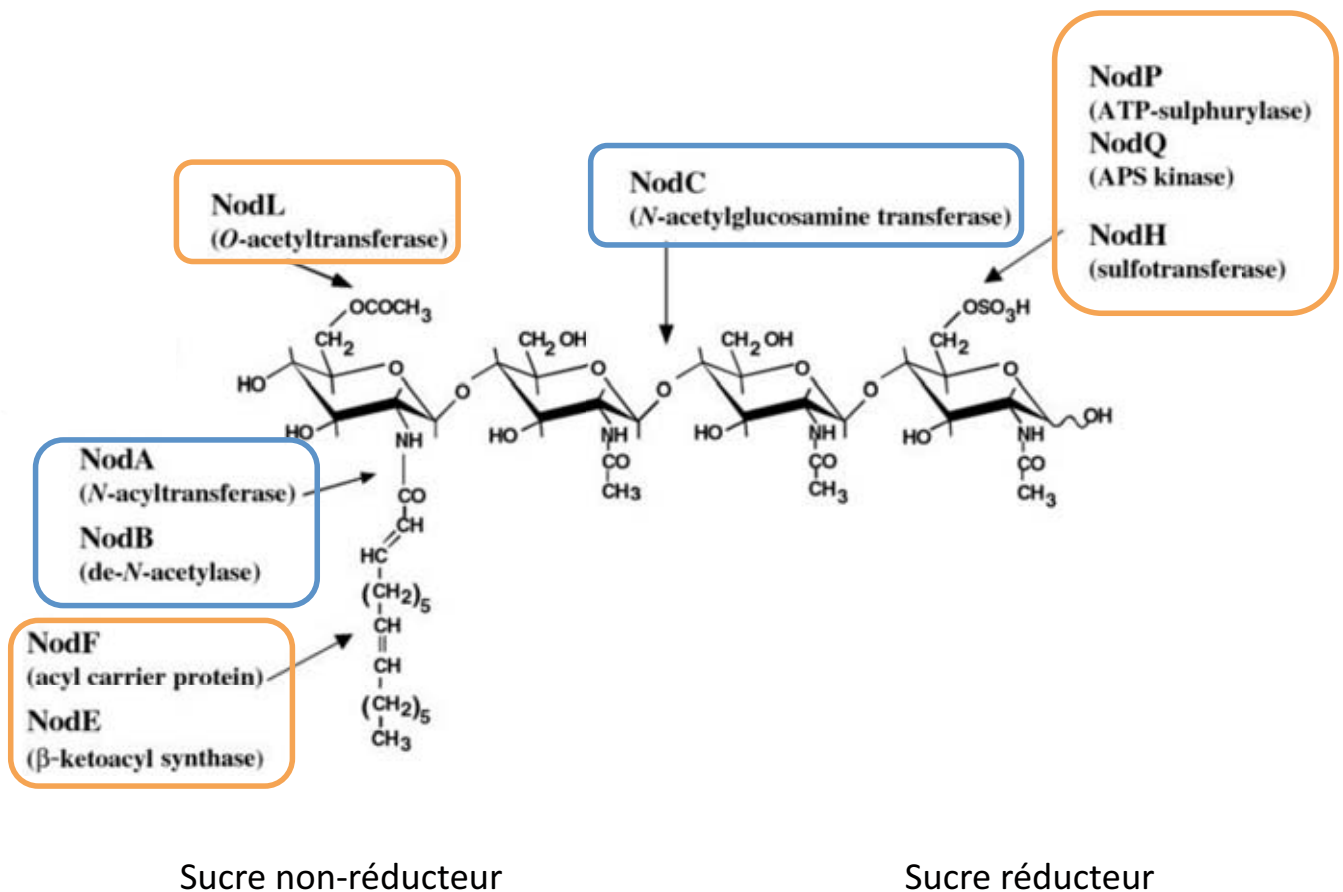 NodP
(ATP-sulphurylase)
NodQ
(APS kinase)
NodH
(sulfotransferase)
NodC
(N-acetylglucosamine transferase)
NodL
(O-acetyltransferase)
OCOCH3
CH2
O
HO
HO
NH
O
CH2 OH
O
HO
NH
CO
CH3
O
CH2 OH
O
HO
NH
CO
CH3
O
OSO3H
CH2
O
HO
OH
NH
CO
CH3
NodA
(N-acyltransferase)
NodB
(de-N-acetylase)
CO
CH
HC
(CH2)5
CH
CH
(CH2)5
CH3
NodF
(acyl carrier protein)
NodE
(β-ketoacyl synthase)
Sucre non-réducteur
Sucre réducteur